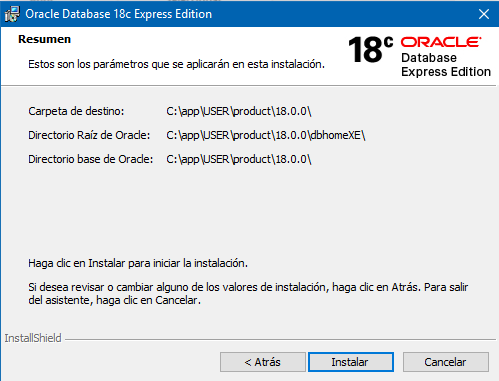 Oracle Database 18c Express Edition
Resumen
Estos son los parámetros que se aplicarán en esta instalación.
18c ORACLE
Database
Express Edition
Carpeta de destino: C:\app\USER\product\18.0.0\
Directorio Raíz de Oracle: C:\app\USER\product\18.0.0\dbhomeXE\
Directorio base de Oracle: C:\app\USER\product\18.0.0\
Haga clic en Instalar para iniciar la instalación.
Si desea revisar o cambiar alguno de los valores de instalación, haga clic en Atrás. Para salir
del asistente, haga clic en Cancelar.
InstallShield
< Atrás Instalar Cancelar